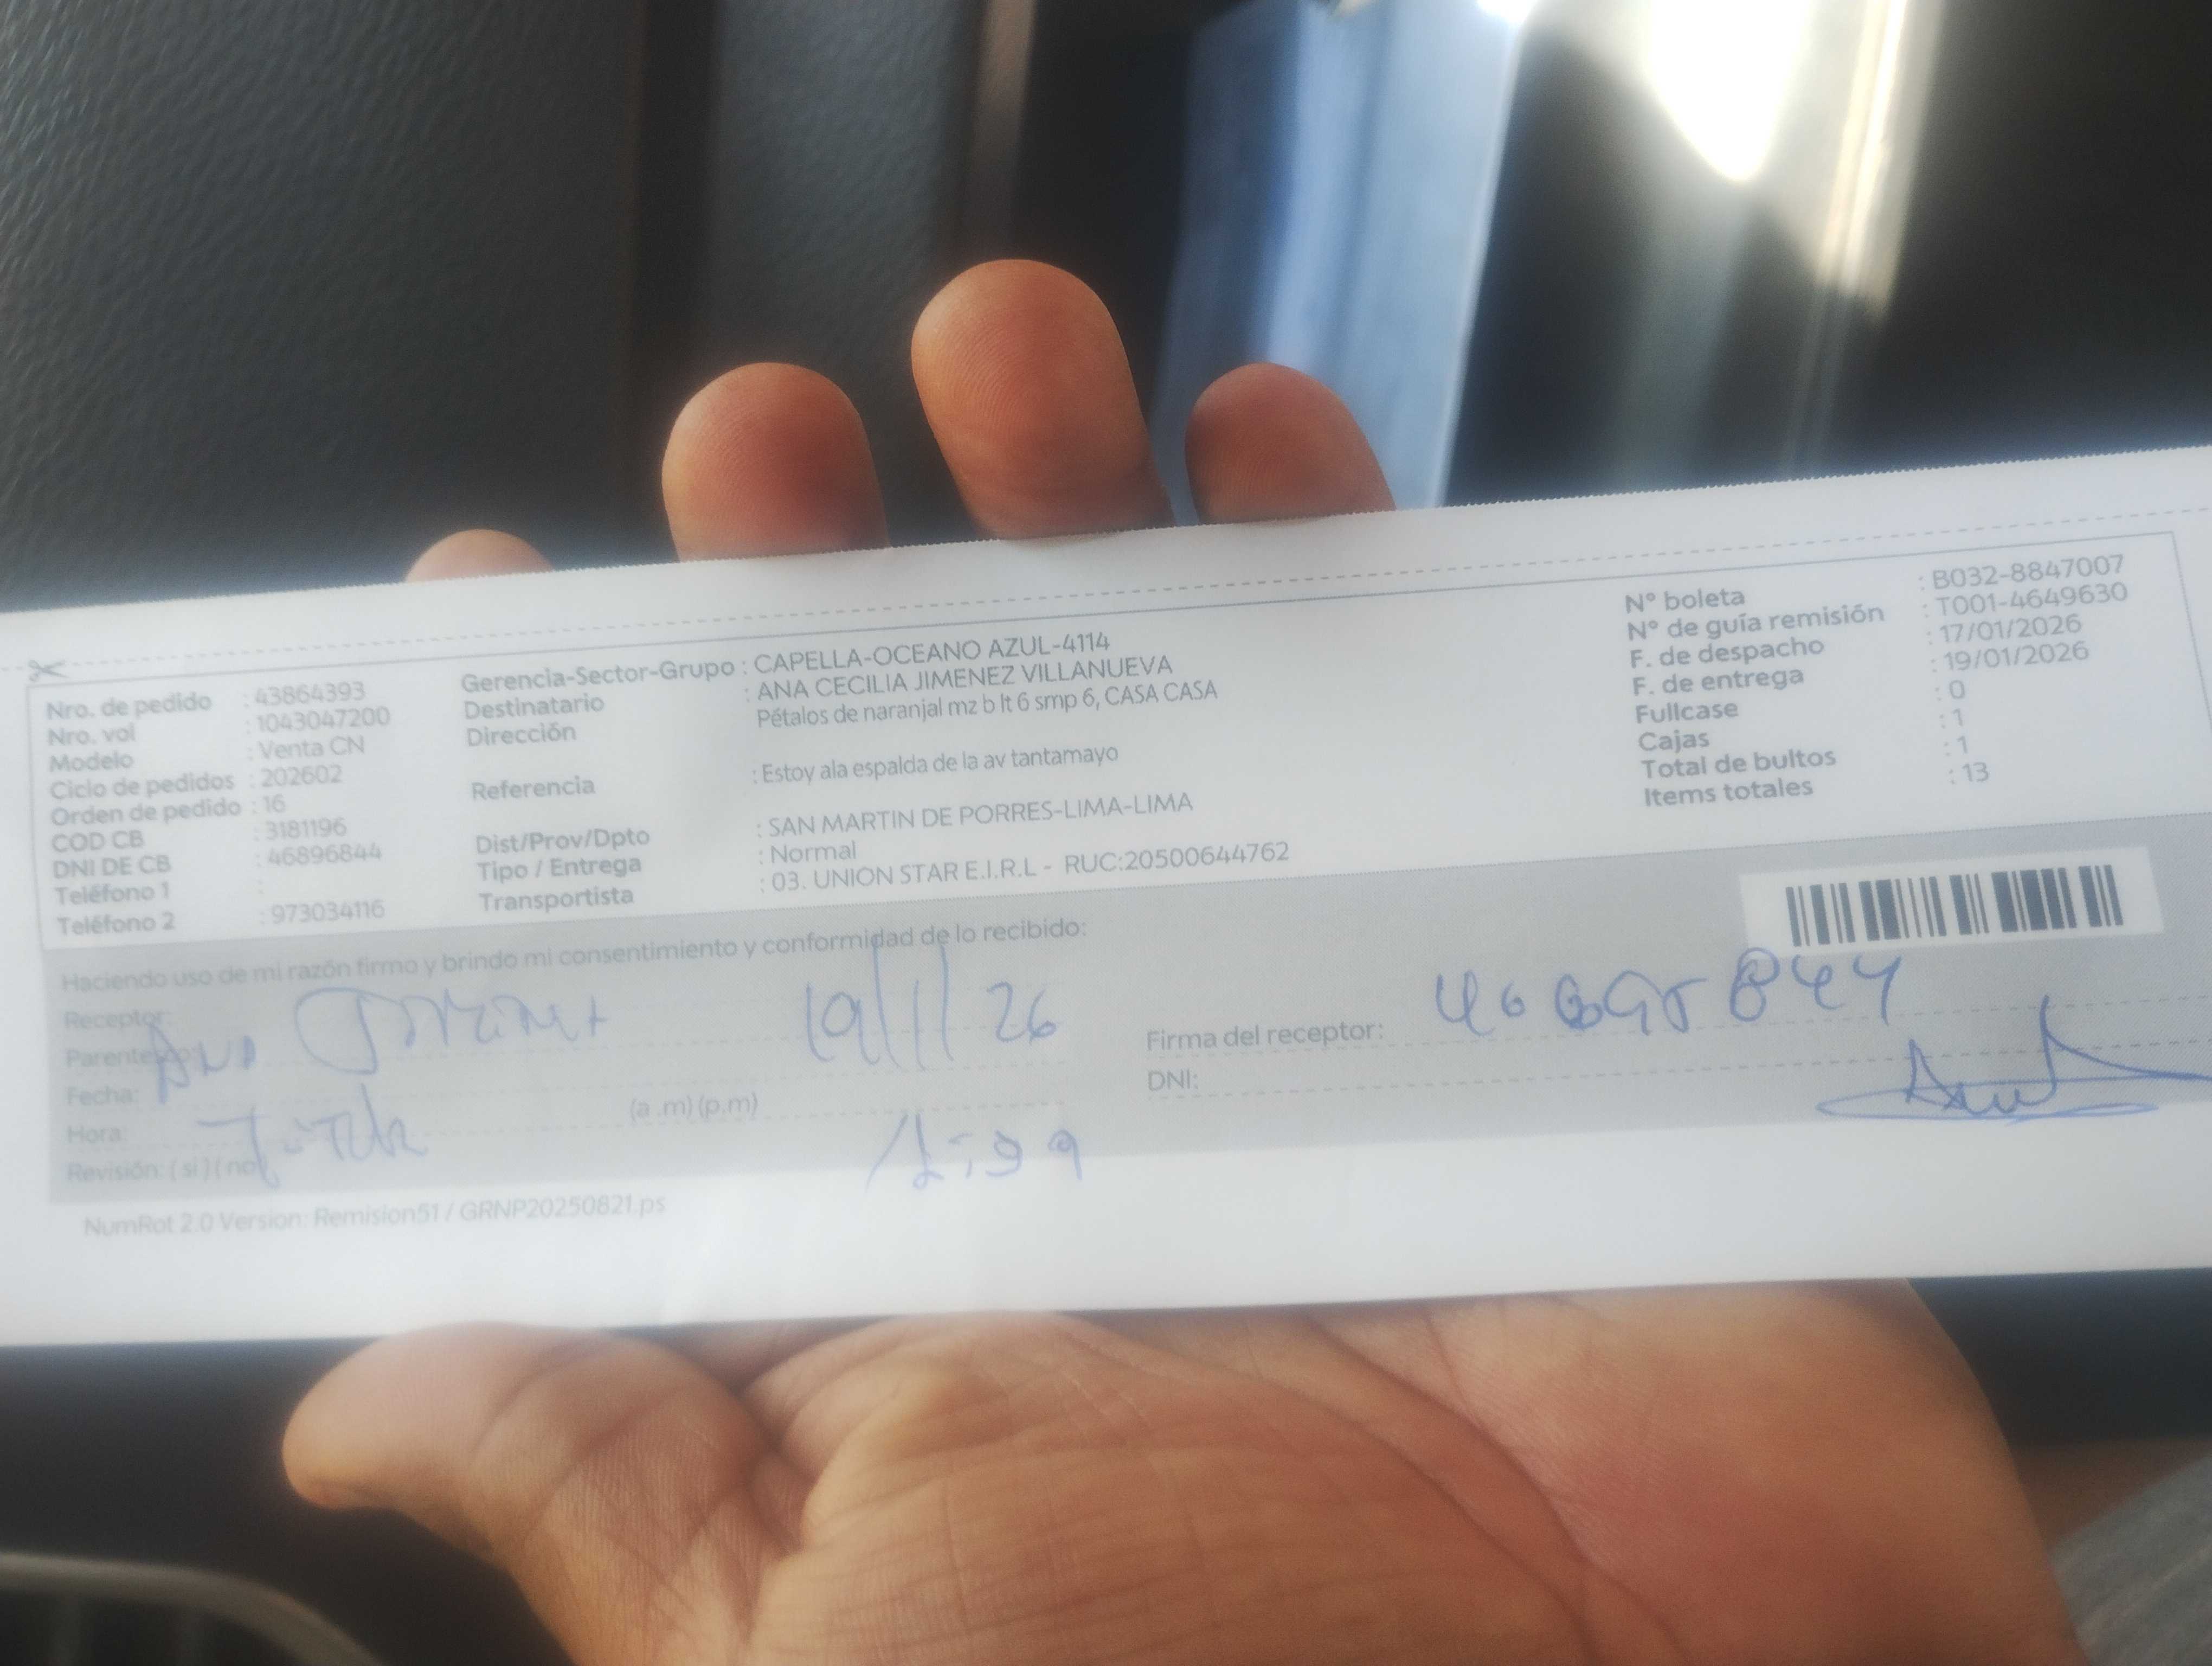 Nro. de pedido : 43864393
Nro. vol : 1043047200
Modelo : Venta CN
Ciclo de pedidos : 202602
Orden de pedido : 16
COD CB : 3181196
DNI DE CB : 46896844
Teléfono 1 :
Teléfono 2 : 973034116
Gerencia-Sector-Grupo : CAPELLA-OCEANO AZUL-4114
Destinatario : ANA CECILIA JIMENEZ VILLANUEVA
Dirección Pétalos de naranjal mz b lt 6 smp 6, CASA CASA
Referencia : Estoy ala espalda de la av tantamayo
Dist/Prov/Dpto : SAN MARTIN DE PORRES-LIMA-LIMA
Tipo / Entrega : Normal
Transportista : 03. UNION STAR E.I.R.L - RUC:20500644762
N° boleta : B032-8847007
N° de guía remisión : T001-4649630
F. de despacho : 17/01/2026
F. de entrega : 19/01/2026
Fullcase : 0
Cajas : 1
Total de bultos : 1
Items totales : 13
Haciendo uso de mi razón firmo y brindo mi consentimiento y conformidad de lo recibido:
Receptor:
Parentesco:
Ana 19/1/26
Fecha:
Hora: (a.m) (p.m)
Revisión: ( si ) ( no )
Firma del receptor:
DNI:
NumRot 2.0 Version: Remision51 / GRNP20250821.ps